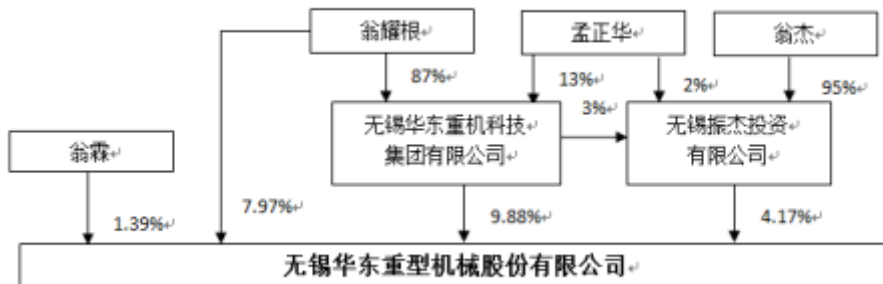 翁耀根↵
孟正华↵
翁杰↵
87%↵
13%↵
2%↵
95%↵
3%↵
无锡华东重机科技↵
集团有限公司↵
无锡振杰投资↵
有限公司↵
翁霖↵
1.39%↵
7.97%↵
9.88%↵
4.17%↵
无锡华东重型机械股份有限公司↵